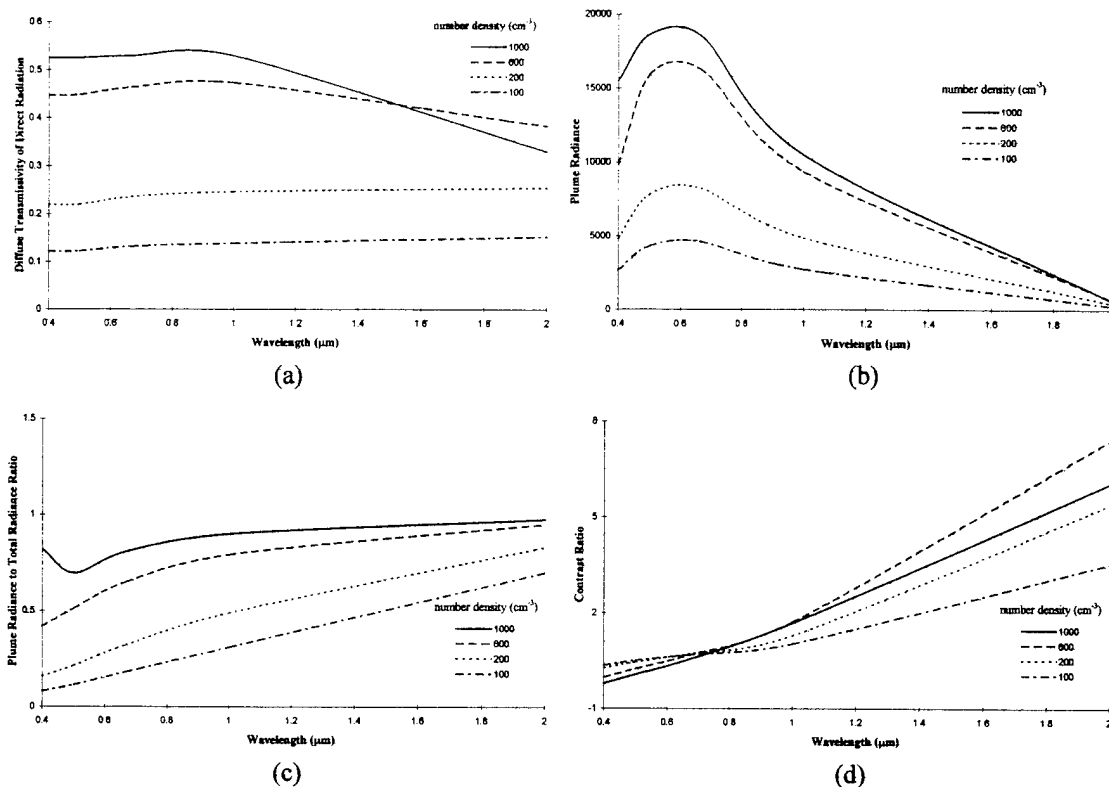 Diffuse Transmissivity of Direct Radiation
0.6
0.5
0.4
0.3
0.2
0.1
0
0.4 0.6 0.8 1 1.2 1.4 1.6 1.8 2
Wavelength (μm)
number density (cm⁻³)
1000
600
200
100
(a)
Plume Radiance
20000
15000
10000
5000
0
0.4 0.6 0.8 1 1.2 1.4 1.6 1.8 2
Wavelength (μm)
number density (cm⁻³)
1000
600
200
100
(b)
Plume Radiance to Total Radiance Ratio
1.5
1
0.5
0
0.4 0.6 0.8 1 1.2 1.4 1.6 1.8 2
Wavelength (μm)
number density (cm⁻³)
1000
600
200
100
(c)
Contrast Ratio
8
5
2
-1
0.4 0.6 0.8 1 1.2 1.4 1.6 1.8 2
Wavelength (μm)
number density (cm⁻³)
1000
600
200
100
(d)